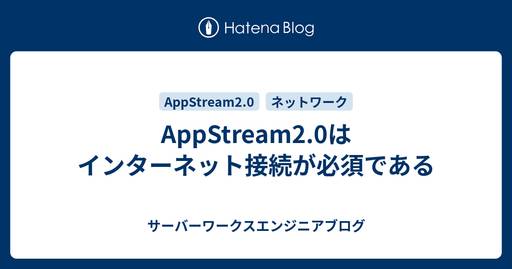 Hatena Blog
AppStream2.0 ネットワーク
AppStream2.0は
インターネット接続が必須である
サーバーワークスエンジニアブログ